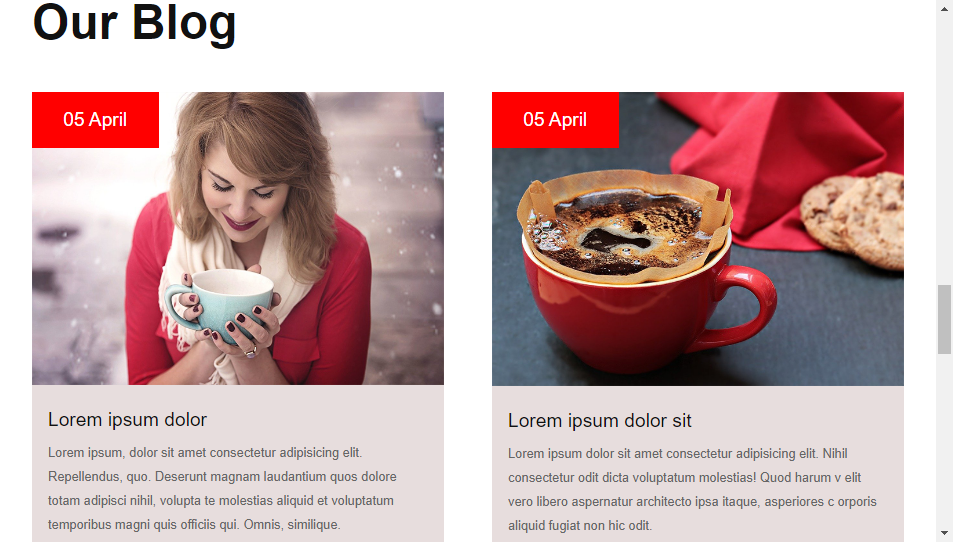 Our Blog
05 April
Lorem ipsum dolor
Lorem ipsum, dolor sit amet consectetur adipisicing elit.
Repellendus, quo. Deserunt magnam laudantium quos dolore
totam adipisci nihil, volupta te molestias aliquid et voluptatum
temporibus magni quis officiis qui. Omnis, similique.
05 April
Lorem ipsum dolor sit
Lorem ipsum dolor sit amet consectetur adipisicing elit. Nihil
consectetur odit dicta voluptatum molestias! Quod harum v elit
vero libero aspernatur architecto ipsa itaque, asperiores c orporis
aliquid fugiat non hic odit.